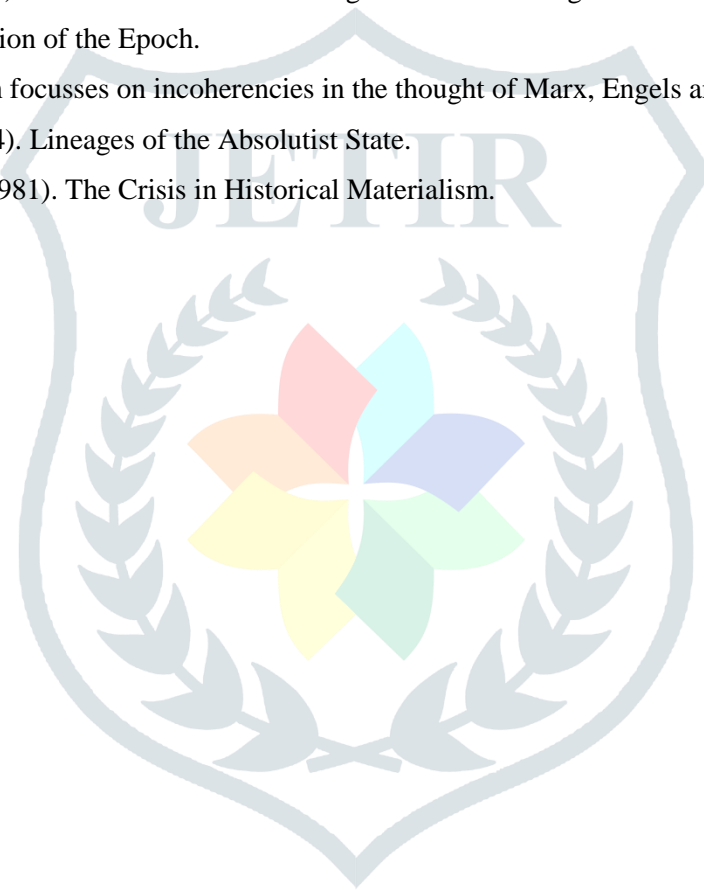 ion of the Epoch.
focusses on incoherencies in the thought of Marx, Engels
). Lineages of the Absolutist State.
981). The Crisis in Historical Materialism.
JETIR